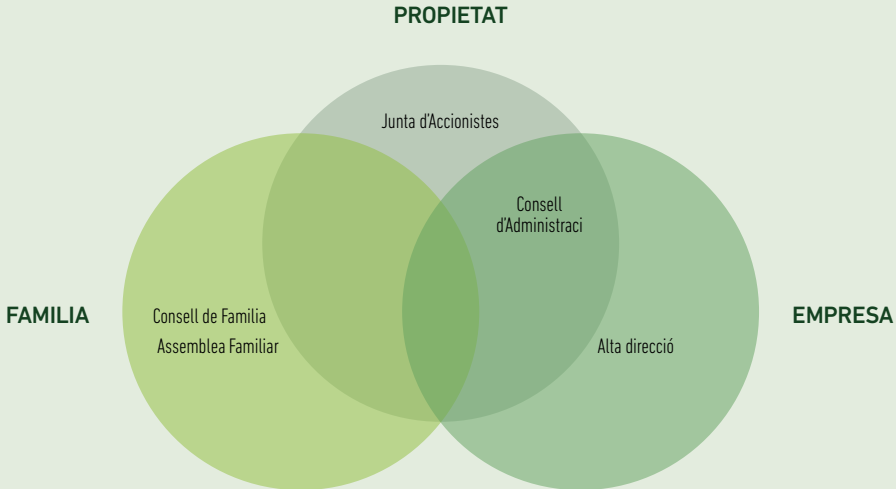 PROPIETAT
Junta d'Accionistes
Consell
d'Administraci
FAMILIA
Consell de Familia
EMPRESA
Assemblea Familiar
Alta direcció